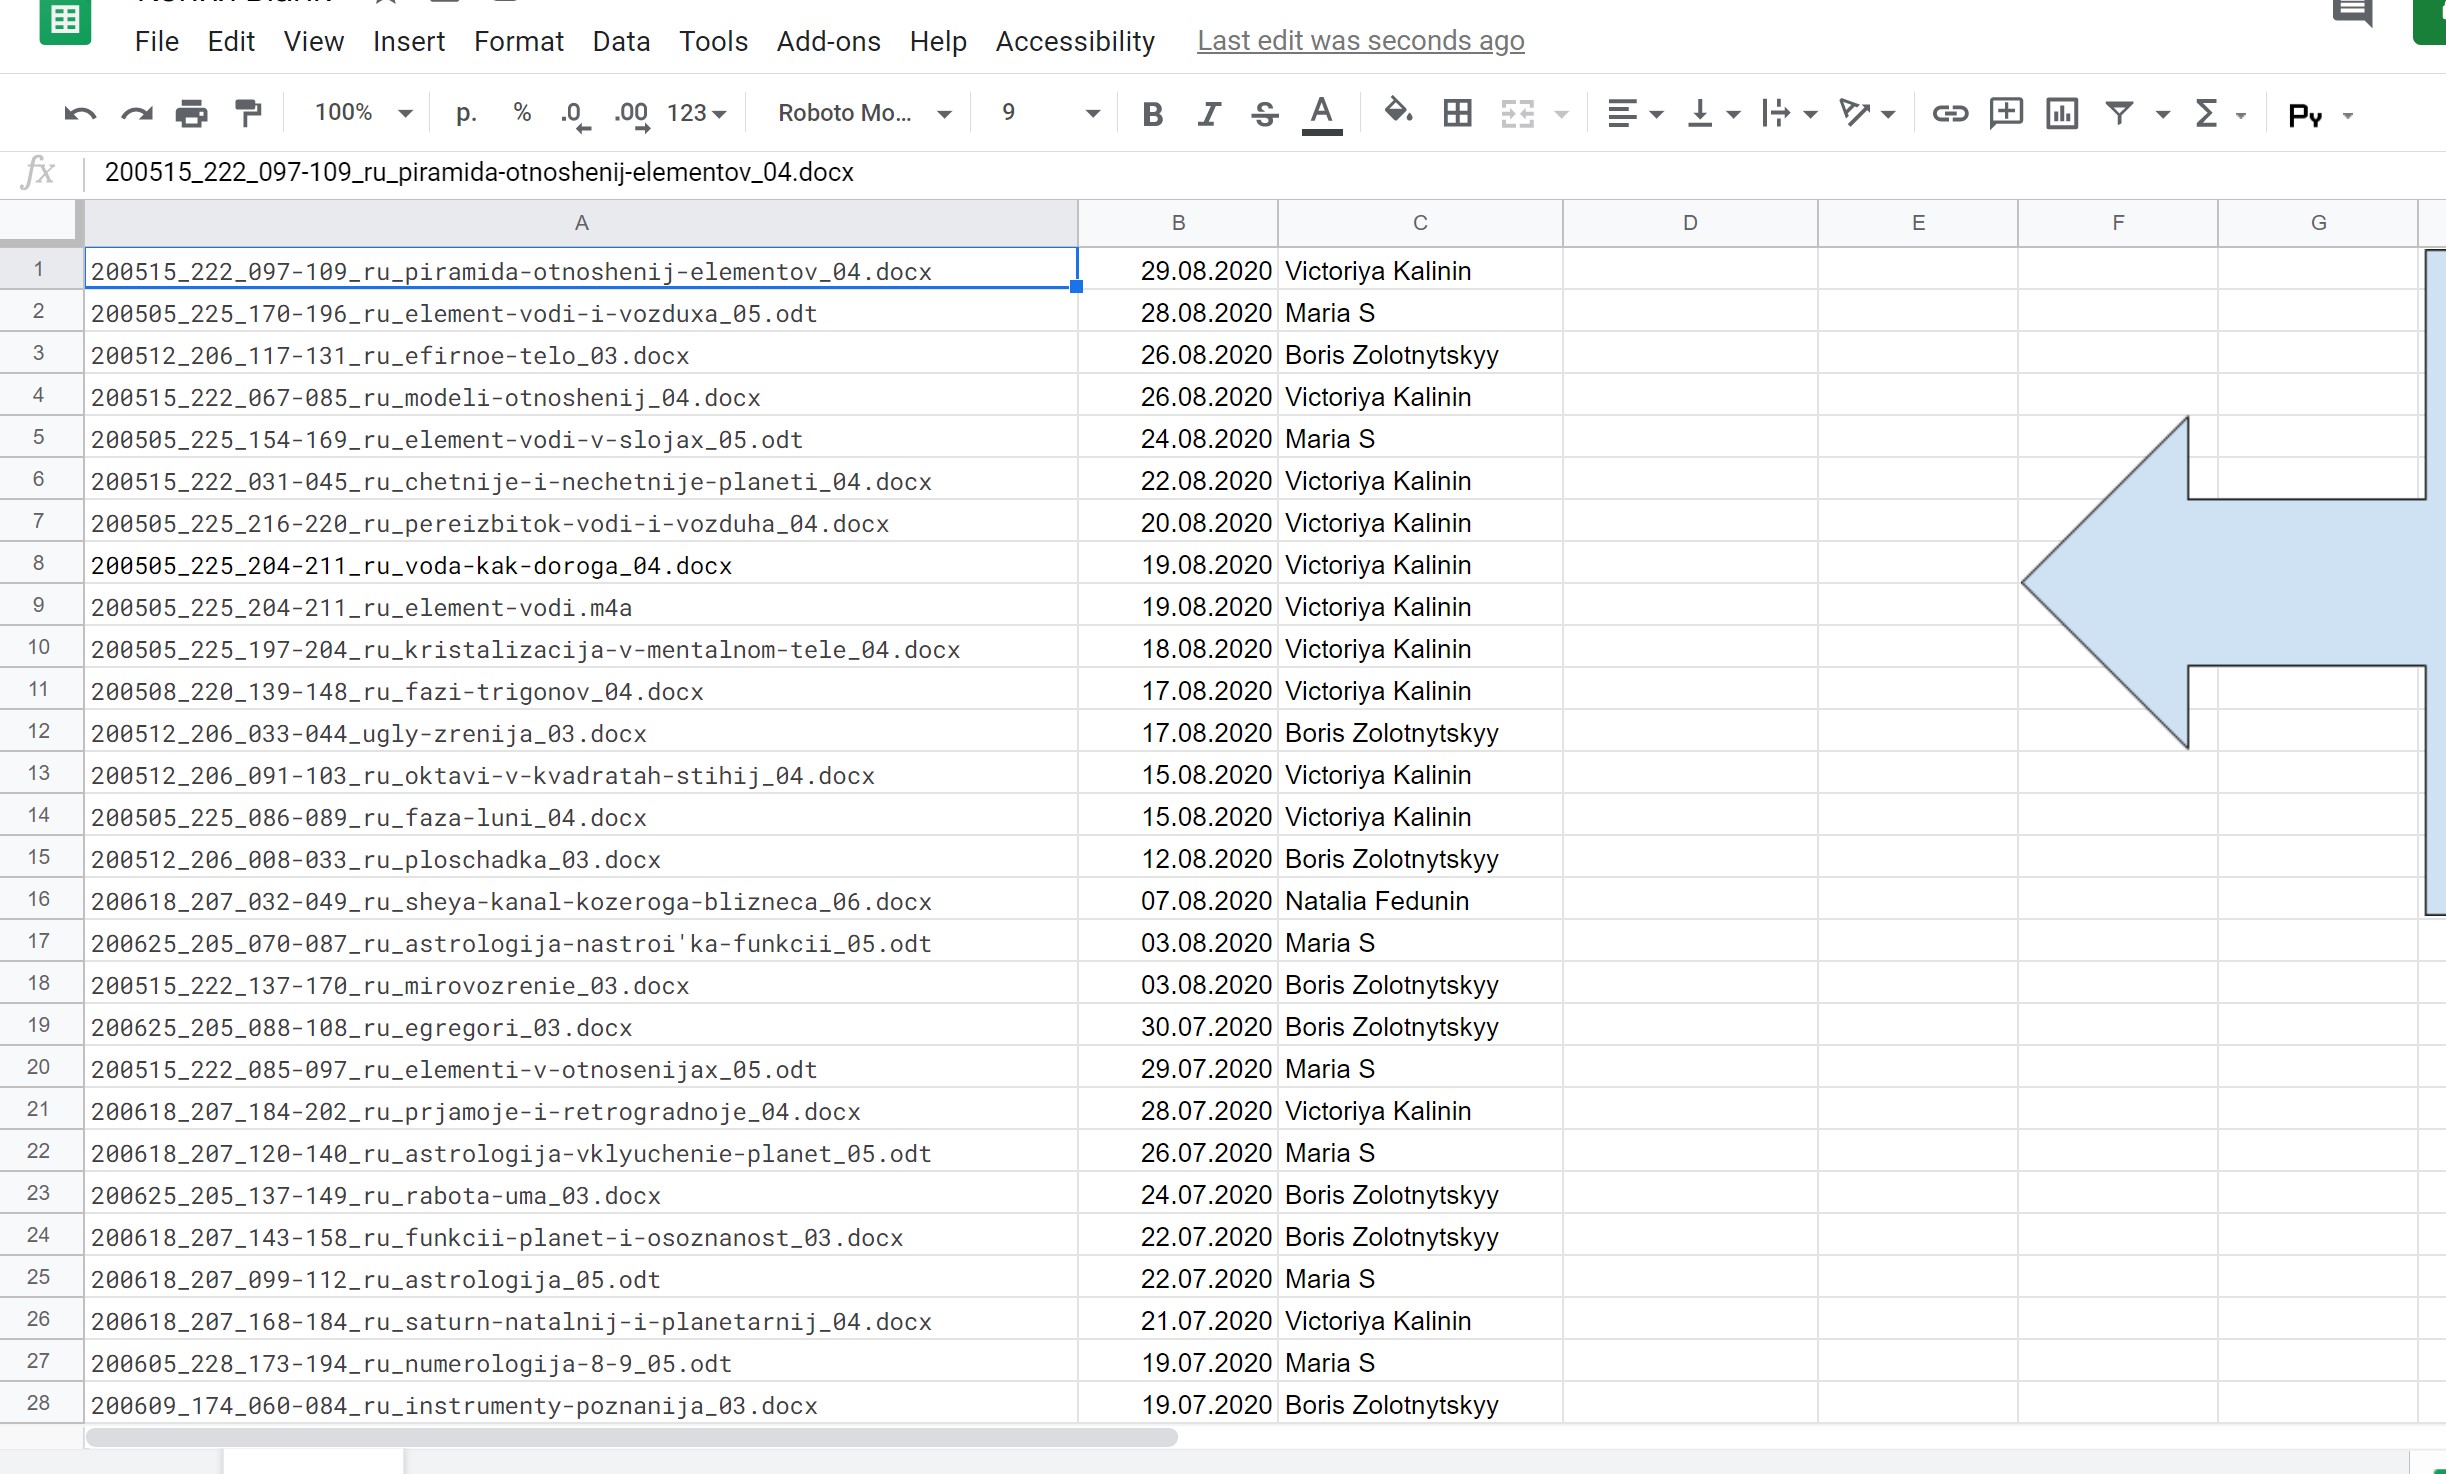 File Edit View Insert Format Data Tools Add-ons Help Accessibility Last edit was seconds ago
100% р. % .0 .00 123 Roboto Mo... 9 B I S A Σ Py
fx 200515_222_097-109_ru_piramida-otnoshenij-elementov_04.docx
A B C D E F G
1 200515_222_097-109_ru_piramida-otnoshenij-elementov_04.docx 29.08.2020 Victoriya Kalinin
2 200505_225_170-196_ru_element-vodi-i-vozduxa_05.odt 28.08.2020 Maria S
3 200512_206_117-131_ru_efirnoe-telo_03.docx 26.08.2020 Boris Zolotnytskyy
4 200515_222_067-085_ru_modeli-otnoshenij_04.docx 26.08.2020 Victoriya Kalinin
5 200505_225_154-169_ru_element-vodi-v-slojax_05.odt 24.08.2020 Maria S
6 200515_222_031-045_ru_chetnije-i-nechetnije-planeti_04.docx 22.08.2020 Victoriya Kalinin
7 200505_225_216-220_ru_pereizbitok-vodi-i-vozduha_04.docx 20.08.2020 Victoriya Kalinin
8 200505_225_204-211_ru_voda-kak-doroga_04.docx 19.08.2020 Victoriya Kalinin
9 200505_225_204-211_ru_element-vodi.m4a 19.08.2020 Victoriya Kalinin
10 200505_225_197-204_ru_kristalizacija-v-mentalnom-tele_04.docx 18.08.2020 Victoriya Kalinin
11 200508_220_139-148_ru_fazi-trigonov_04.docx 17.08.2020 Victoriya Kalinin
12 200512_206_033-044_ugly-zrenija_03.docx 17.08.2020 Boris Zolotnytskyy
13 200512_206_091-103_ru_oktavi-v-kvadratah-stihij_04.docx 15.08.2020 Victoriya Kalinin
14 200505_225_086-089_ru_faza-luni_04.docx 15.08.2020 Victoriya Kalinin
15 200512_206_008-033_ru_ploschadka_03.docx 12.08.2020 Boris Zolotnytskyy
16 200618_207_032-049_ru_sheya-kanal-kozeroga-blizneca_06.docx 07.08.2020 Natalia Fedunin
17 200625_205_070-087_ru_astrologija-nastroi'ka-funkcii_05.odt 03.08.2020 Maria S
18 200515_222_137-170_ru_mirovozrenie_03.docx 03.08.2020 Boris Zolotnytskyy
19 200625_205_088-108_ru_egregori_03.docx 30.07.2020 Boris Zolotnytskyy
20 200515_222_085-097_ru_elementi-v-otnosenijax_05.odt 29.07.2020 Maria S
21 200618_207_184-202_ru_prjamoje-i-retrogradnoje_04.docx 28.07.2020 Victoriya Kalinin
22 200618_207_120-140_ru_astrologija-vklyuchenie-planet_05.odt 26.07.2020 Maria S
23 200625_205_137-149_ru_rabota-uma_03.docx 24.07.2020 Boris Zolotnytskyy
24 200618_207_143-158_ru_funkcii-planet-i-osoznanost_03.docx 22.07.2020 Boris Zolotnytskyy
25 200618_207_099-112_ru_astrologija_05.odt 22.07.2020 Maria S
26 200618_207_168-184_ru_saturn-natalnij-i-planetarnij_04.docx 21.07.2020 Victoriya Kalinin
27 200605_228_173-194_ru_numerologija-8-9_05.odt 19.07.2020 Maria S
28 200609_174_060-084_ru_instrumenty-poznanija_03.docx 19.07.2020 Boris Zolotnytskyy